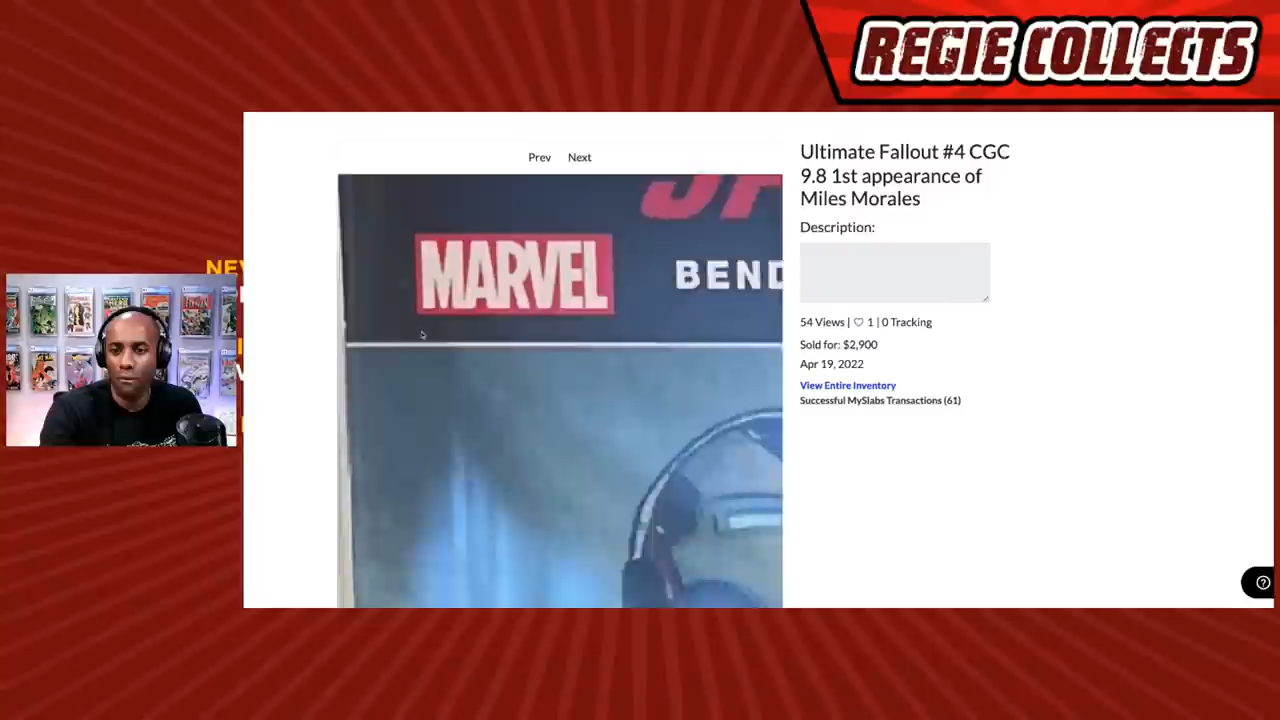 REGIE COLLECTS
Prev Next
MARVEL
BEND
Ultimate Fallout #4 CGC
9.8 1st appearance of
Miles Morales
Description:
54 Views | ♡ 1 | 0 Tracking
Sold for: $2,900
Apr 19, 2022
View Entire Inventory
Successful MySlabs Transactions (61)
NEV